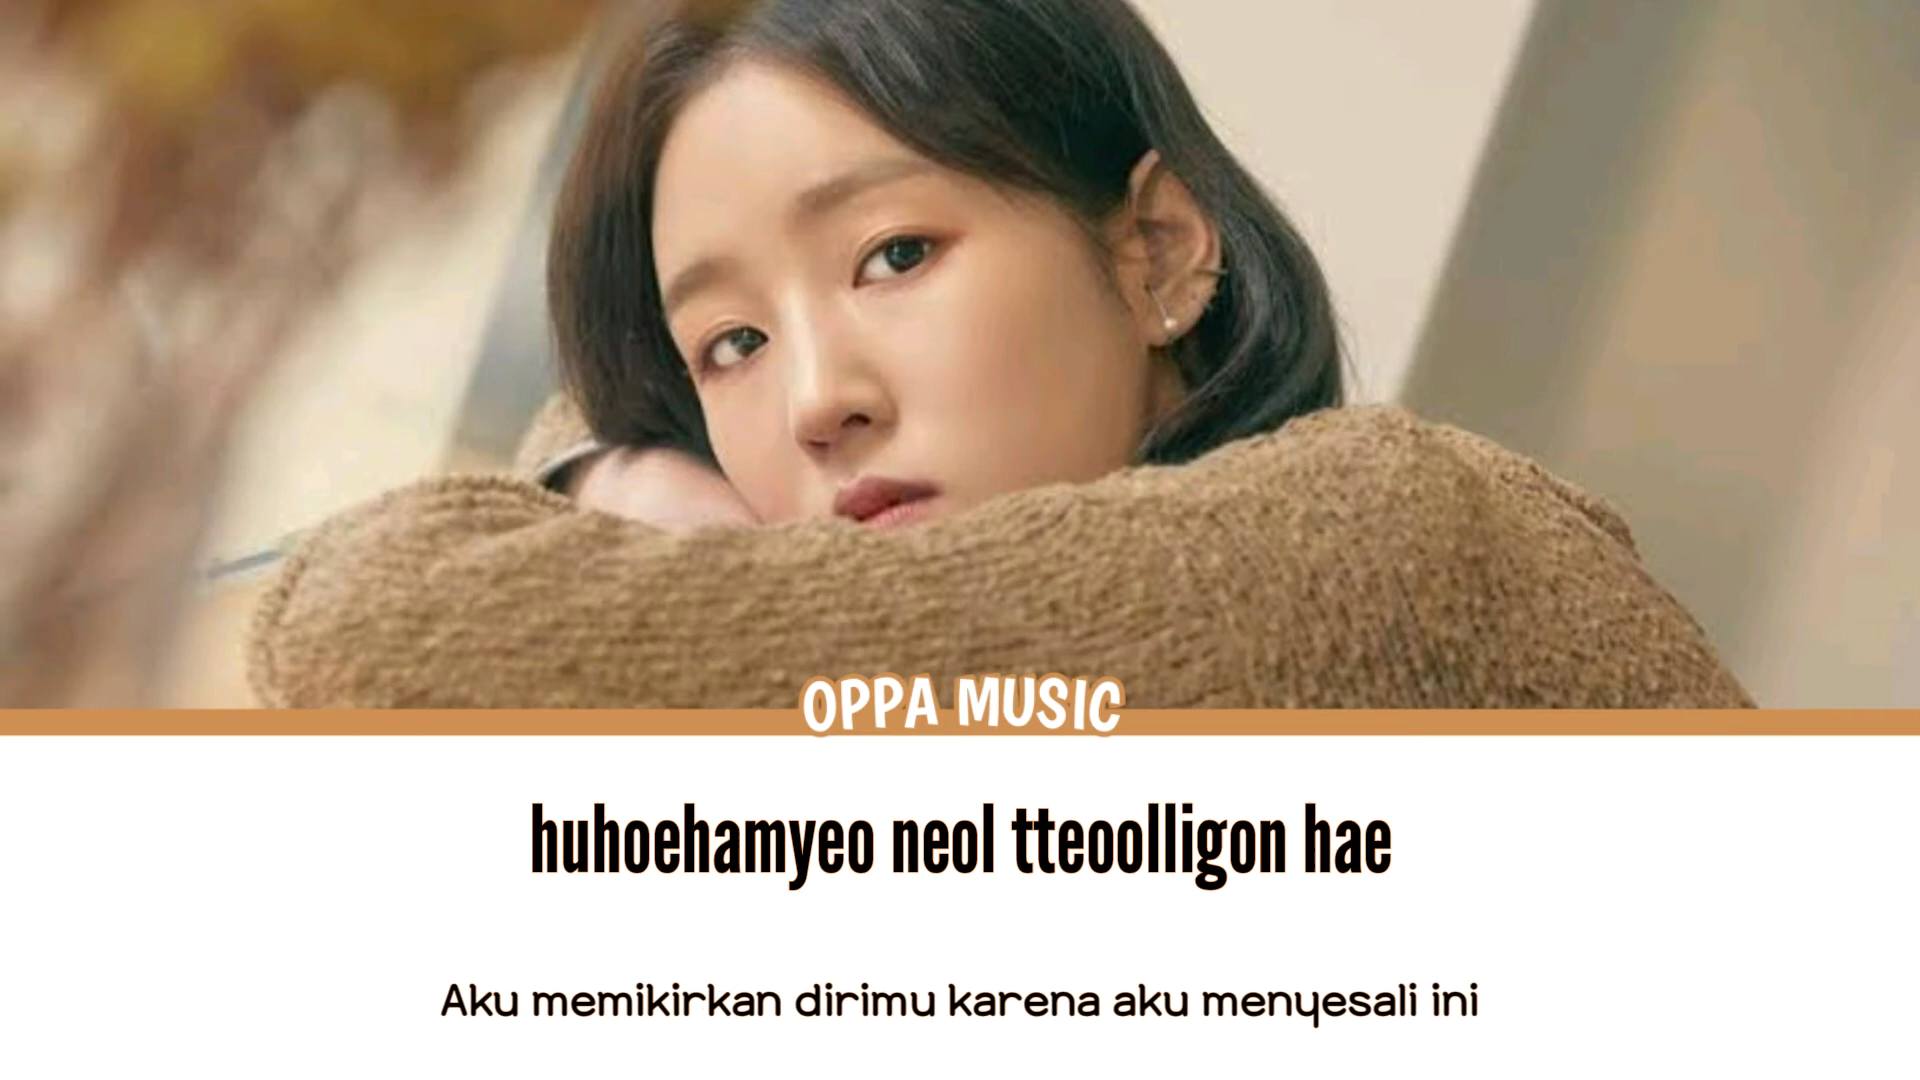 OPPA MUSIC
huhoehamyeo neol tteoolligon hae
Aku memikirkan dirimu karena aku menyesali ini